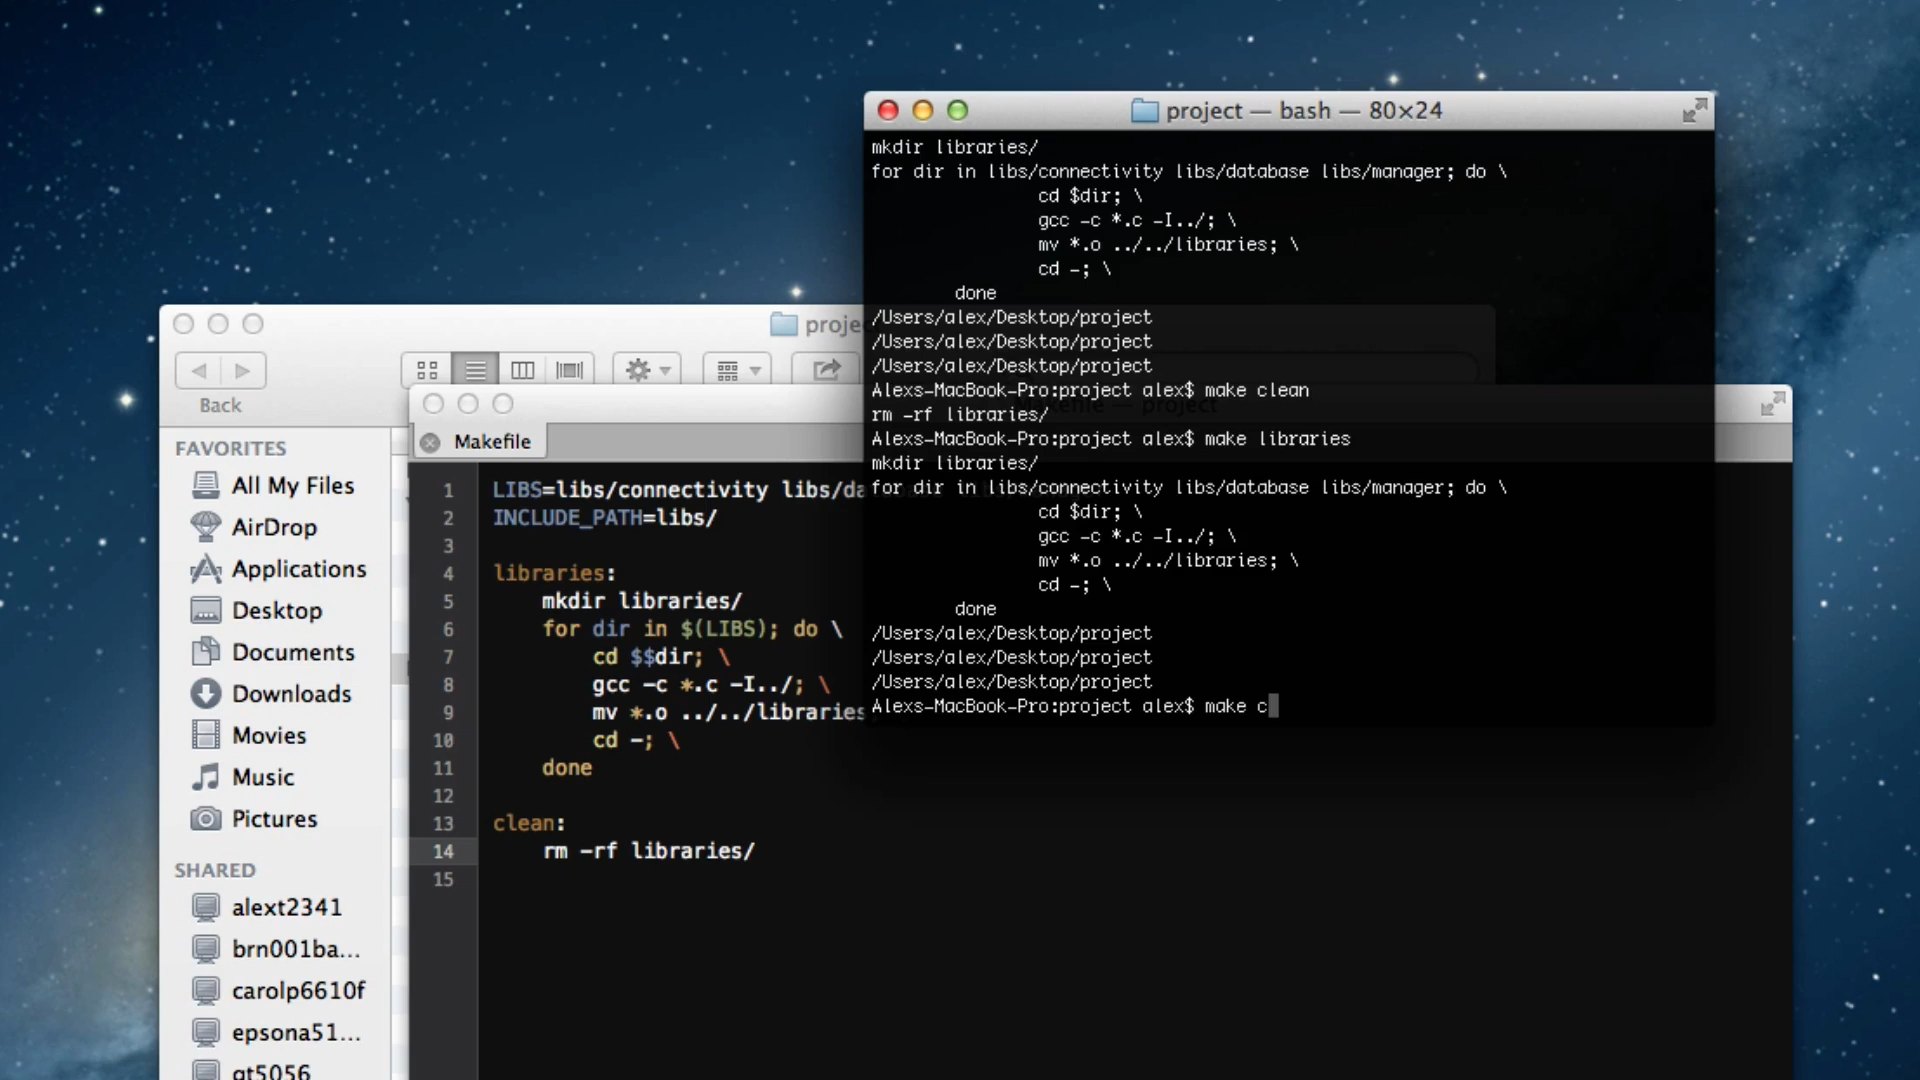 project — bash — 80×24
mkdir libraries/
for dir in libs/connectivity libs/database libs/manager; do \
cd $dir; \
gcc -c *.c -I../; \
mv *.o ../../libraries; \
cd -; \
done
/Users/alex/Desktop/project
/Users/alex/Desktop/project
/Users/alex/Desktop/project
Alexs-MacBook-Pro:project alex$ make clean
rm -rf libraries/
Alexs-MacBook-Pro:project alex$ make libraries
mkdir libraries/
for dir in libs/connectivity libs/database libs/manager; do \
cd $dir; \
gcc -c *.c -I../; \
mv *.o ../../libraries; \
cd -; \
done
/Users/alex/Desktop/project
/Users/alex/Desktop/project
/Users/alex/Desktop/project
Alexs-MacBook-Pro:project alex$ make c
proje
Back
FAVORITES
All My Files
AirDrop
Applications
Desktop
Documents
Downloads
Movies
Music
Pictures
SHARED
alext2341
brn001ba...
carolp6610f
epsona51...
gt5056
Makefile — project
Makefile
1 LIBS=libs/connectivity libs/da
2 INCLUDE_PATH=libs/
3
4 libraries:
5 mkdir libraries/
6 for dir in $(LIBS); do \
7 cd $$dir; \
8 gcc -c *.c -I../; \
9 mv *.o ../../libraries
10 cd -; \
11 done
12
13 clean:
14 rm -rf libraries/
15